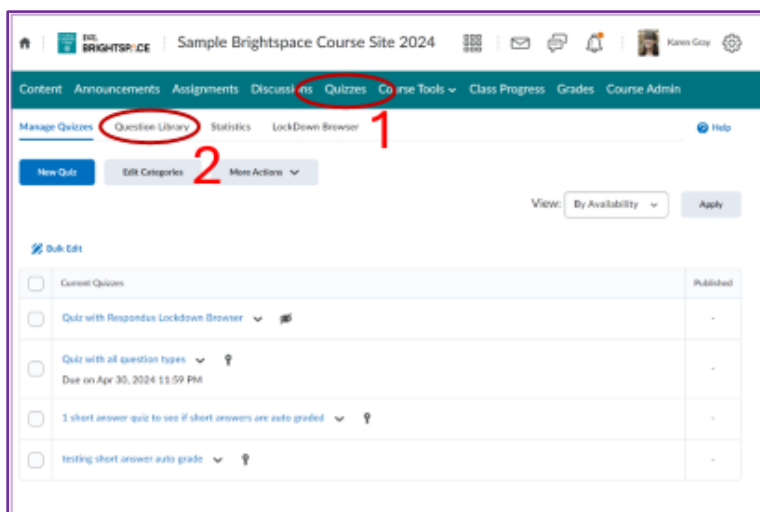 D2L
BRIGHTSPACE
Sample Brightspace Course Site 2024
Karen Gray
Content Announcements Assignments Discussions Quizzes Course Tools Class Progress Grades Course Admin
Manage Quizzes Question Library Statistics LockDown Browser Help
1
2
New Quiz Edit Categories More Actions
View: By Availability Apply
Bulk Edit
Current Quizzes Published
Quiz with Respondus Lockdown Browser -
Quiz with all question types -
Due on Apr 30, 2024 11:59 PM
1 short answer quiz to see if short answers are auto graded -
testing short answer auto grade -